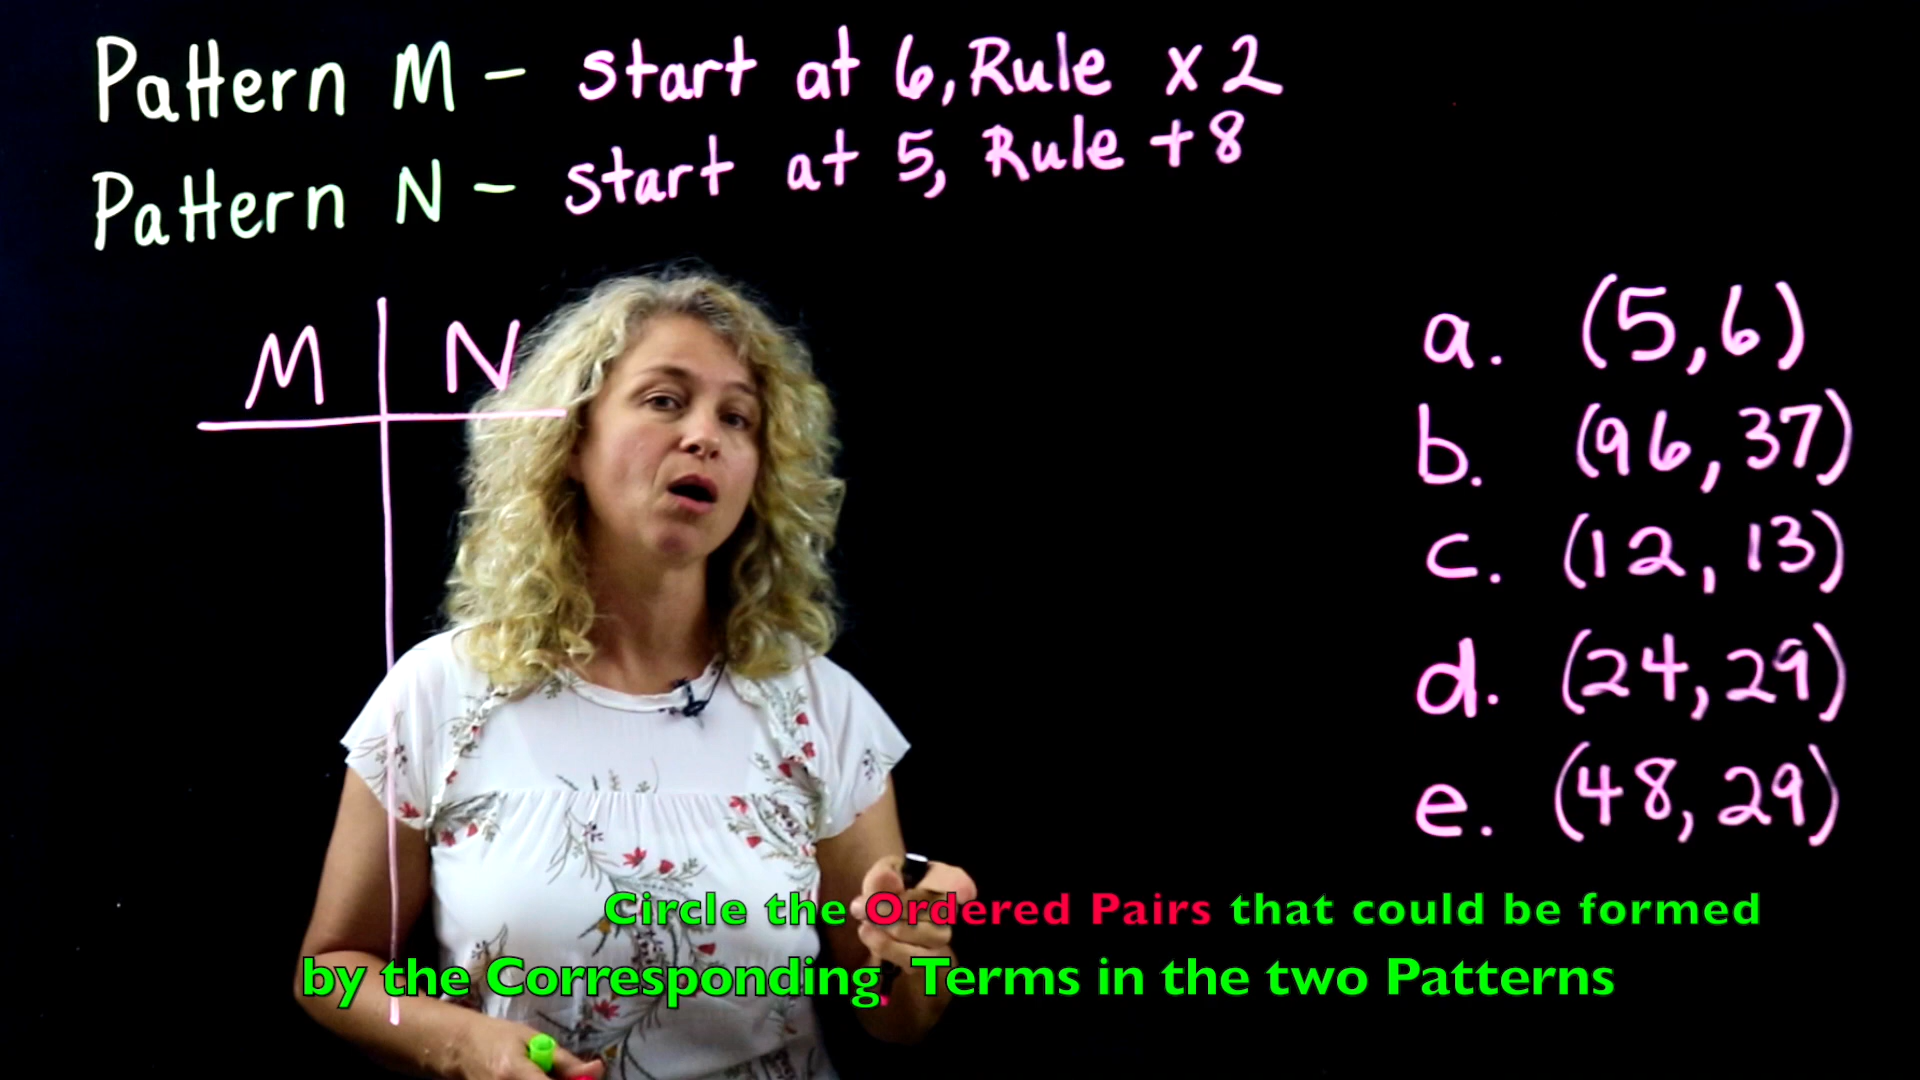 Pattern M - start at 6, Rule x 2
Pattern N - start at 5, Rule + 8
M N
a. (5,6)
b. (96, 37)
c. (12, 13)
d. (24, 29)
e. (48, 29)
Circle the Ordered Pairs that could be formed
by the Corresponding Terms in the two Patterns